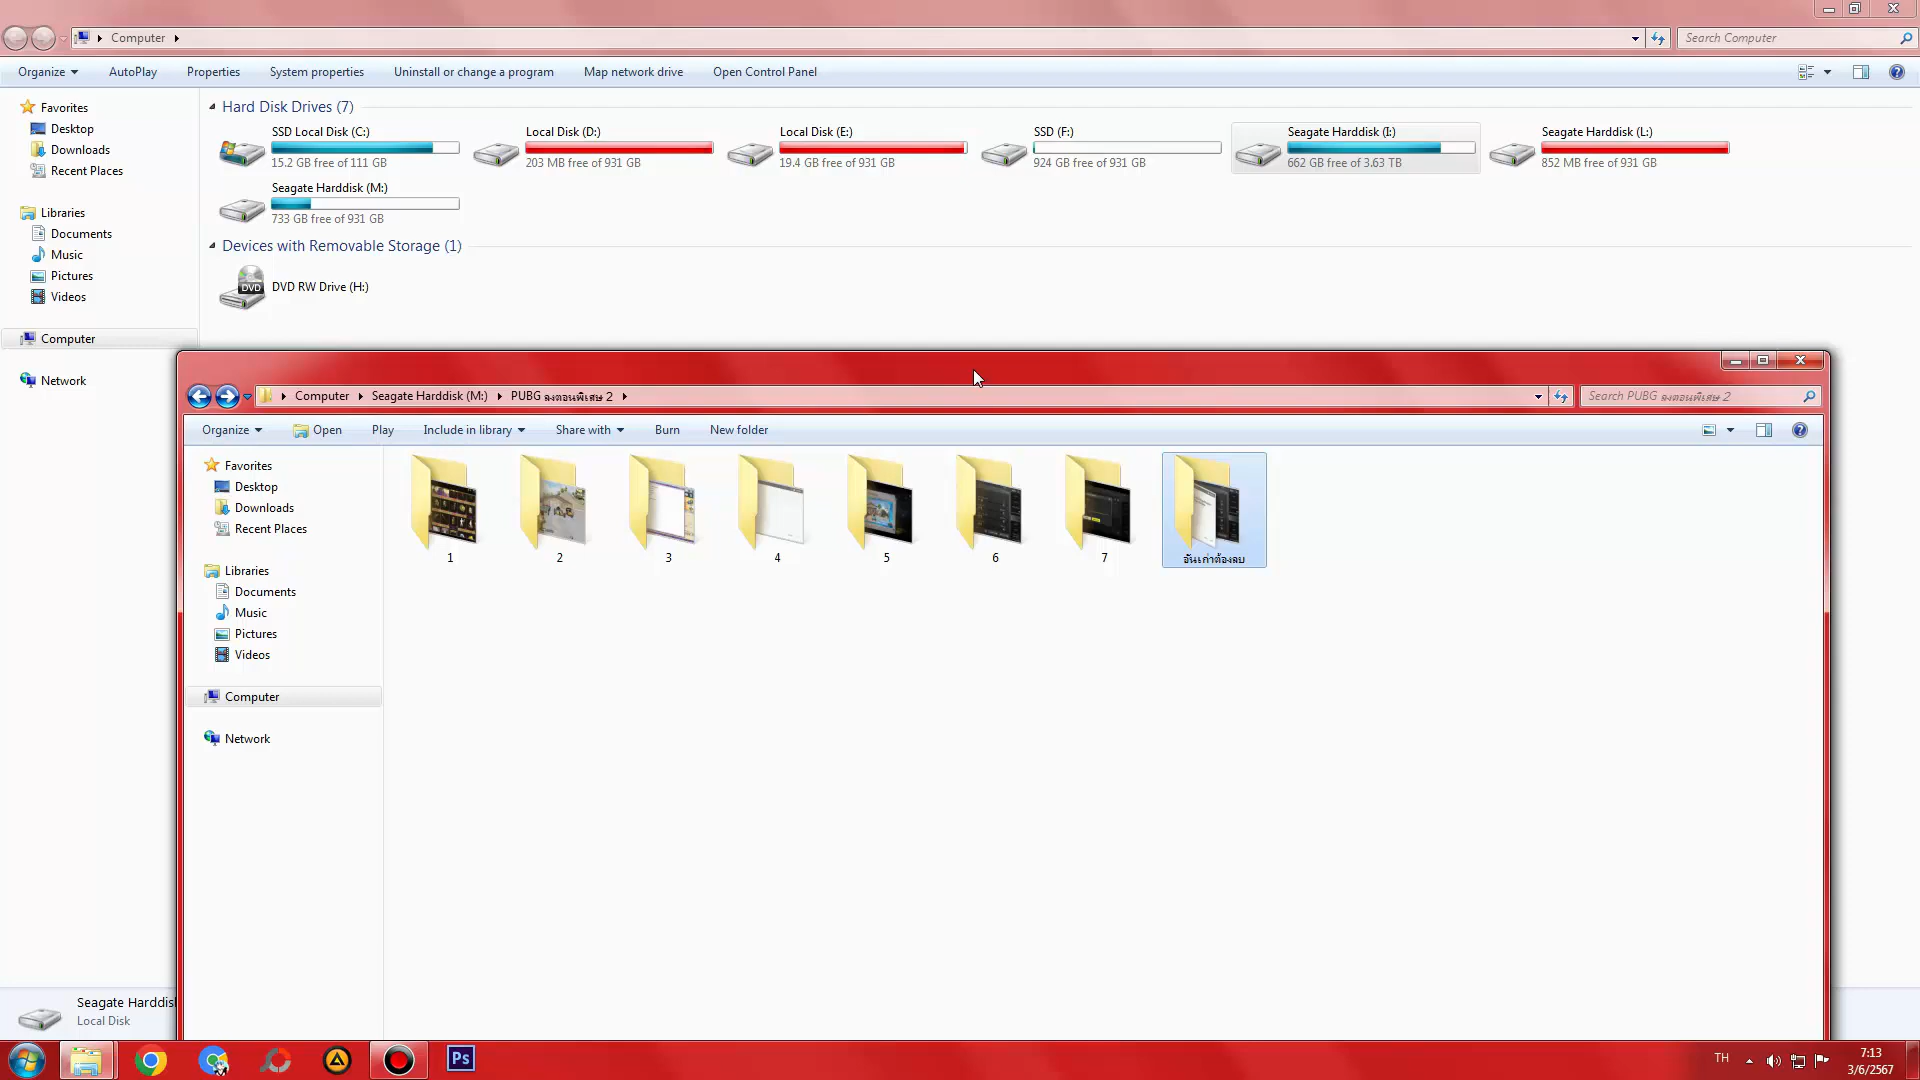 Computer
Search Computer
Organize AutoPlay Properties System properties Uninstall or change a program Map network drive Open Control Panel
Favorites
Desktop
Downloads
Recent Places
Libraries
Documents
Music
Pictures
Videos
Computer
Network
Hard Disk Drives (7)
SSD Local Disk (C:)
15.2 GB free of 111 GB
Local Disk (D:)
203 MB free of 931 GB
Local Disk (E:)
19.4 GB free of 931 GB
SSD (F:)
924 GB free of 931 GB
Seagate Harddisk (I:)
662 GB free of 3.63 TB
Seagate Harddisk (L:)
852 MB free of 931 GB
Seagate Harddisk (M:)
733 GB free of 931 GB
Devices with Removable Storage (1)
DVD
DVD RW Drive (H:)
Computer Seagate Harddisk (M:) PUBG ลงตอนพิเศษ 2
Search PUBG ลงตอนพิเศษ 2
Organize Open Play Include in library Share with Burn New folder
Favorites
Desktop
Downloads
Recent Places
Libraries
Documents
Music
Pictures
Videos
Computer
Network
1 2 3 4 5 6 7 อันเก่าต้องลบ
Seagate Harddisk
Local Disk
Ps
TH
7:13
3/6/2567